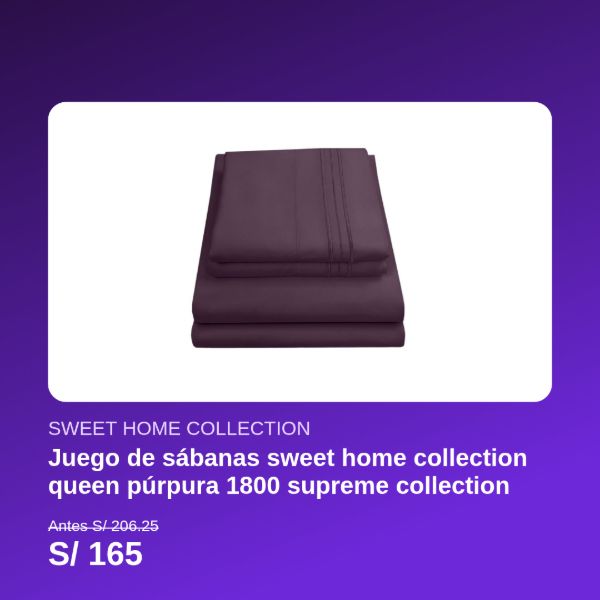 SWEET HOME COLLECTION
Juego de sábanas sweet home collection
queen púrpura 1800 supreme collection
Antes S/ 206.25
S/ 165